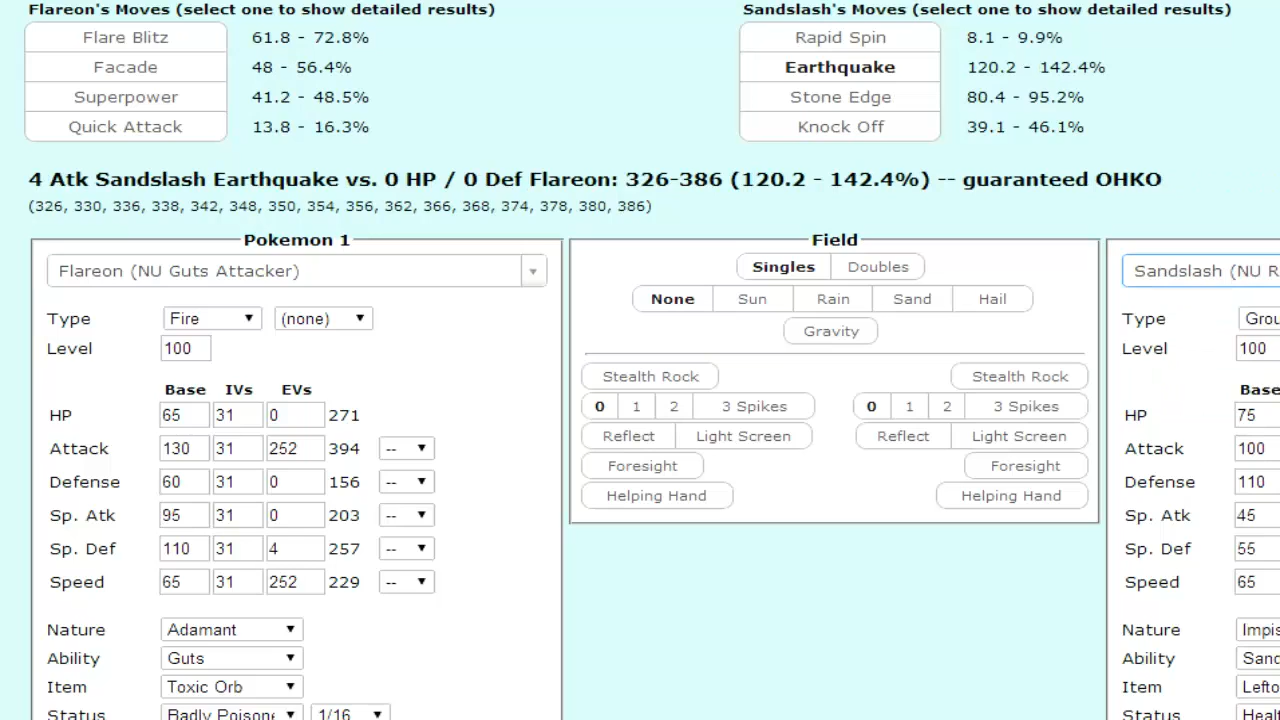 Flareon's Moves (select one to show detailed results)
Flare Blitz 61.8 - 72.8%
Facade 48 - 56.4%
Superpower 41.2 - 48.5%
Quick Attack 13.8 - 16.3%
Sandslash's Moves (select one to show detailed results)
Rapid Spin 8.1 - 9.9%
Earthquake 120.2 - 142.4%
Stone Edge 80.4 - 95.2%
Knock Off 39.1 - 46.1%
4 Atk Sandslash Earthquake vs. 0 HP / 0 Def Flareon: 326-386 (120.2 - 142.4%) -- guaranteed OHKO
(326, 330, 336, 338, 342, 348, 350, 354, 356, 362, 366, 368, 374, 378, 380, 386)
Pokemon 1
Flareon (NU Guts Attacker)
Type Fire (none)
Level 100
Base IVs EVs
HP 65 31 0 271
Attack 130 31 252 394 --
Defense 60 31 0 156 --
Sp. Atk 95 31 0 203 --
Sp. Def 110 31 4 257 --
Speed 65 31 252 229 --
Nature Adamant
Ability Guts
Item Toxic Orb
Status Badly Poisone 1/16
Field
Singles Doubles
None Sun Rain Sand Hail
Gravity
Stealth Rock Stealth Rock
0 1 2 3 Spikes 0 1 2 3 Spikes
Reflect Light Screen Reflect Light Screen
Foresight Foresight
Helping Hand Helping Hand
Sandslash (NU R
Type Grou
Level 100
Base
HP 75
Attack 100
Defense 110
Sp. Atk 45
Sp. Def 55
Speed 65
Nature Impis
Ability Sand
Item Lefto
Status Healt